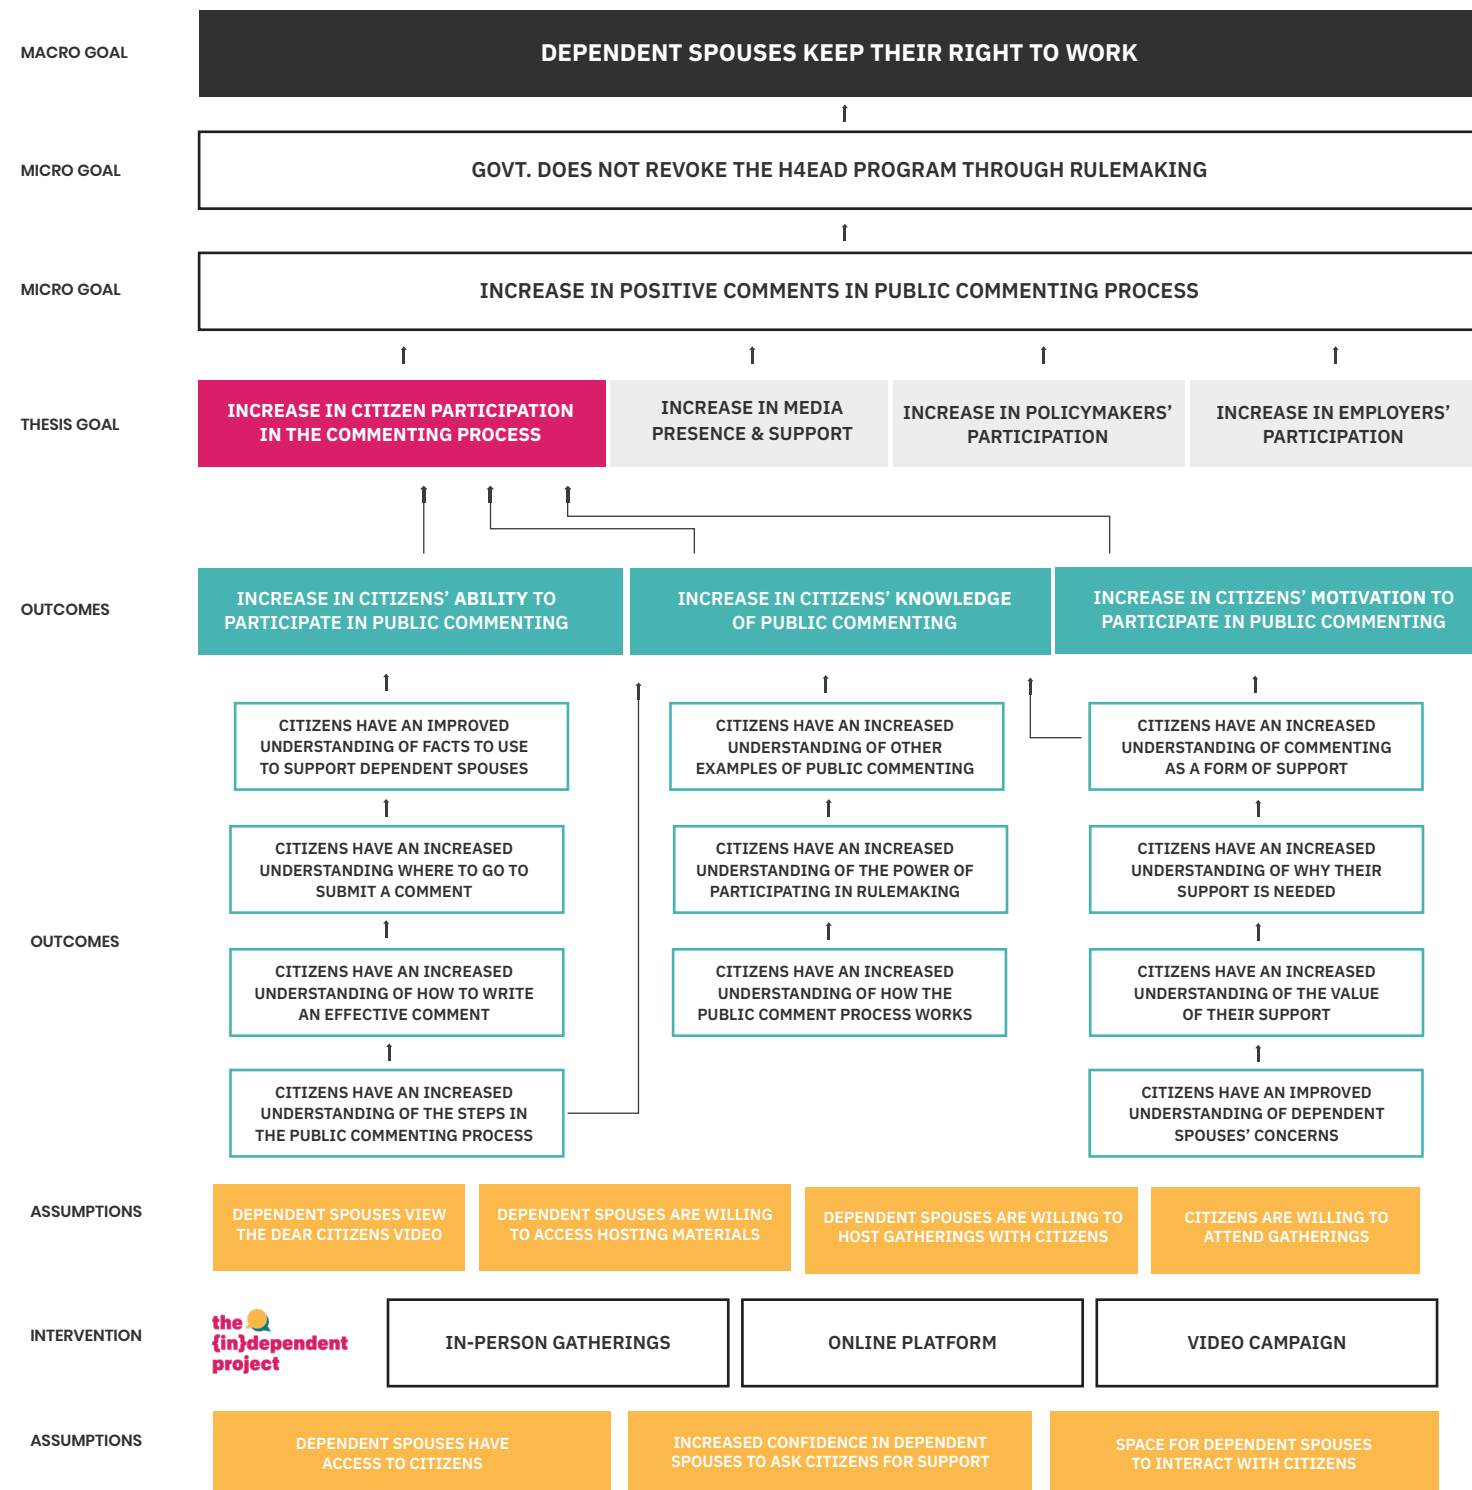 MACRO GOAL
DEPENDENT SPOUSES KEEP THEIR RIGHT TO WORK
MICRO GOAL
GOVT. DOES NOT REVOKE THE H4EAD PROGRAM THROUGH RULEMAKING
MICRO GOAL
INCREASE IN POSITIVE COMMENTS IN PUBLIC COMMENTING PROCESS
THESIS GOAL
INCREASE IN CITIZEN PARTICIPATION
IN THE COMMENTING PROCESS
INCREASE IN MEDIA
PRESENCE & SUPPORT
INCREASE IN POLICYMAKERS’
PARTICIPATION
INCREASE IN EMPLOYERS’
PARTICIPATION
OUTCOMES
INCREASE IN CITIZENS’ ABILITY TO
PARTICIPATE IN PUBLIC COMMENTING
INCREASE IN CITIZENS’ KNOWLEDGE
OF PUBLIC COMMENTING
INCREASE IN CITIZENS’ MOTIVATION TO
PARTICIPATE IN PUBLIC COMMENTING
OUTCOMES
CITIZENS HAVE AN IMPROVED
UNDERSTANDING OF FACTS TO USE
TO SUPPORT DEPENDENT SPOUSES
CITIZENS HAVE AN INCREASED
UNDERSTANDING WHERE TO GO TO
SUBMIT A COMMENT
CITIZENS HAVE AN INCREASED
UNDERSTANDING OF HOW TO WRITE
AN EFFECTIVE COMMENT
CITIZENS HAVE AN INCREASED
UNDERSTANDING OF THE STEPS IN
THE PUBLIC COMMENTING PROCESS
CITIZENS HAVE AN INCREASED
UNDERSTANDING OF OTHER
EXAMPLES OF PUBLIC COMMENTING
CITIZENS HAVE AN INCREASED
UNDERSTANDING OF THE POWER OF
PARTICIPATING IN RULEMAKING
CITIZENS HAVE AN INCREASED
UNDERSTANDING OF HOW THE
PUBLIC COMMENT PROCESS WORKS
CITIZENS HAVE AN INCREASED
UNDERSTANDING OF COMMENTING
AS A FORM OF SUPPORT
CITIZENS HAVE AN INCREASED
UNDERSTANDING OF WHY THEIR
SUPPORT IS NEEDED
CITIZENS HAVE AN INCREASED
UNDERSTANDING OF THE VALUE
OF THEIR SUPPORT
CITIZENS HAVE AN IMPROVED
UNDERSTANDING OF DEPENDENT
SPOUSES’ CONCERNS
ASSUMPTIONS
DEPENDENT SPOUSES VIEW
THE DEAR CITIZENS VIDEO
DEPENDENT SPOUSES ARE WILLING
TO ACCESS HOSTING MATERIALS
DEPENDENT SPOUSES ARE WILLING TO
HOST GATHERINGS WITH CITIZENS
CITIZENS ARE WILLING TO
ATTEND GATHERINGS
INTERVENTION
the
{in}dependent
project
IN-PERSON GATHERINGS
ONLINE PLATFORM
VIDEO CAMPAIGN
ASSUMPTIONS
DEPENDENT SPOUSES HAVE
ACCESS TO CITIZENS
INCREASED CONFIDENCE IN DEPENDENT
SPOUSES TO ASK CITIZENS FOR SUPPORT
SPACE FOR DEPENDENT SPOUSES
TO INTERACT WITH CITIZENS